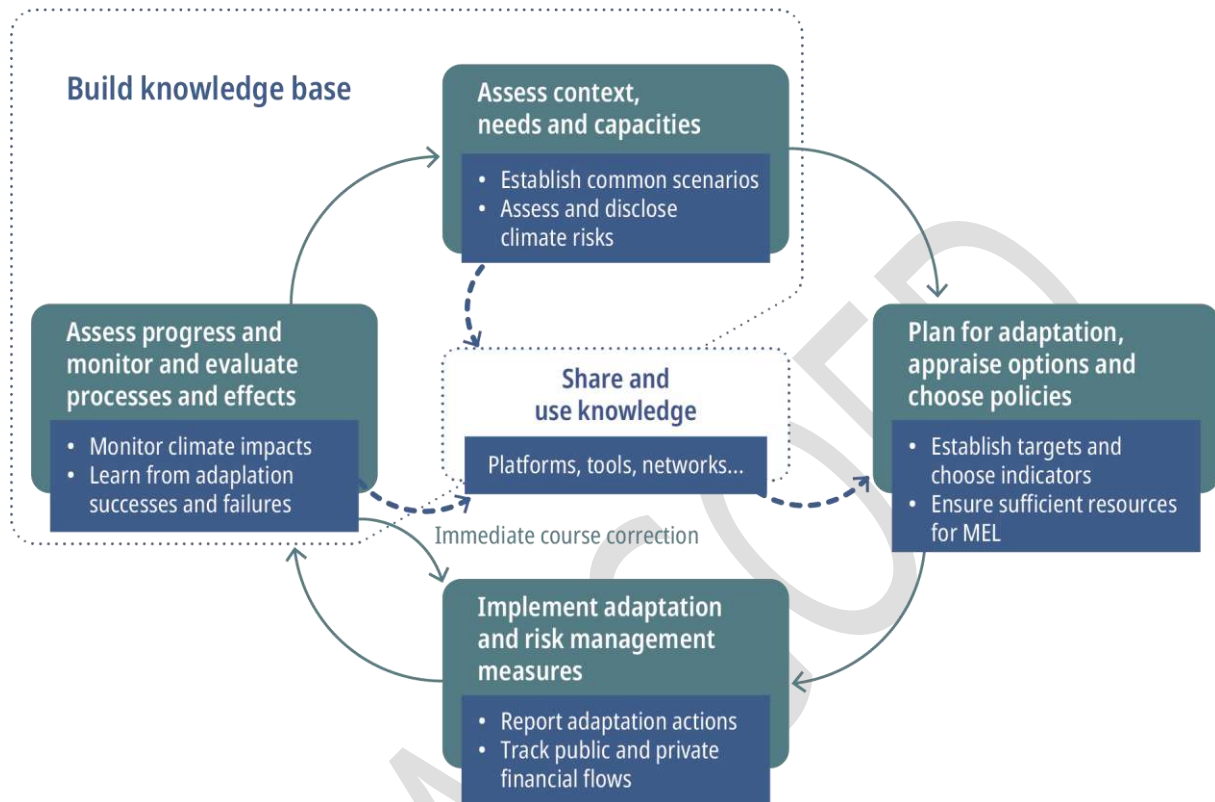 Build knowledge base
Assess context,
needs and capacities
• Establish common scenarios
• Assess and disclose
climate risks
Assess progress and
monitor and evaluate
processes and effects
• Monitor climate impacts
• Learn from adaplation
successes and failures
Share and
use knowledge
Platforms, tools, networks...
Plan for adaptation,
appraise options and
choose policies
• Establish targets and
choose indicators
• Ensure sufficient resources
for MEL
Immediate course correction
Implement adaptation
and risk management
measures
• Report adaptation actions
• Track public and private
financial flows